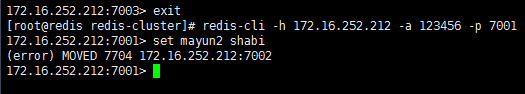 172.16.252.212:7003> exit
[root@redis redis-cluster]# redis-cli -h 172.16.252.212 -a 123456 -p 7001
172.16.252.212:7001> set mayun2 shabi
(error) MOVED 7704 172.16.252.212:7002
172.16.252.212:7001>